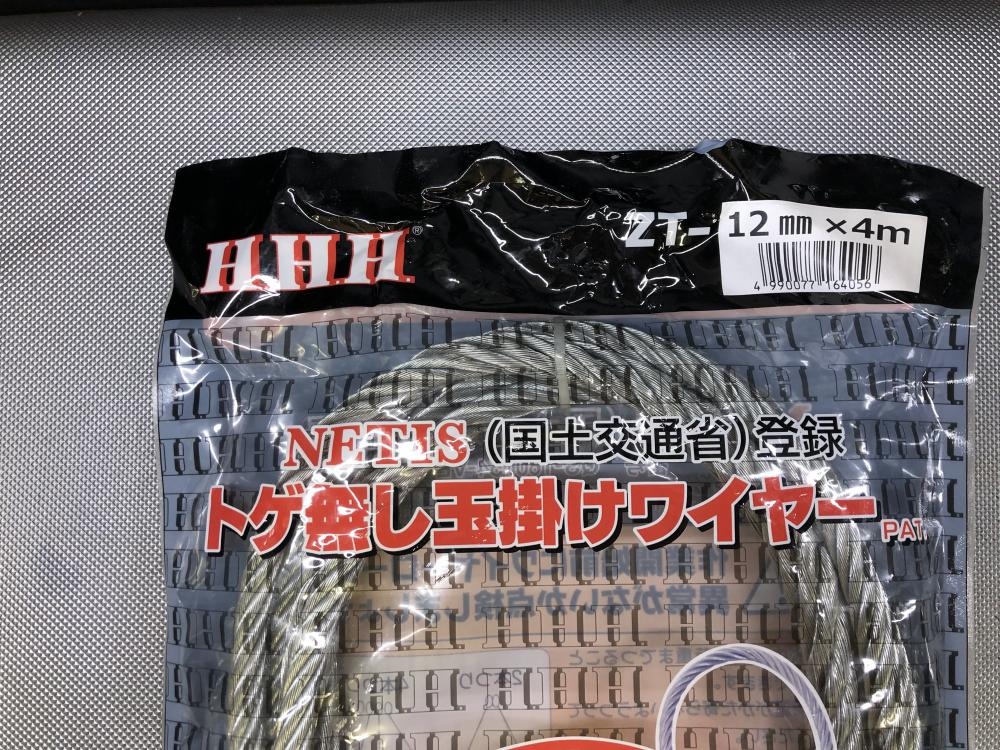 HHH®
ZT-
12mm ×4m
4 990077 164056
NETIS (国土交通省) 登録
トゲ無し玉掛けワイヤー PAT.